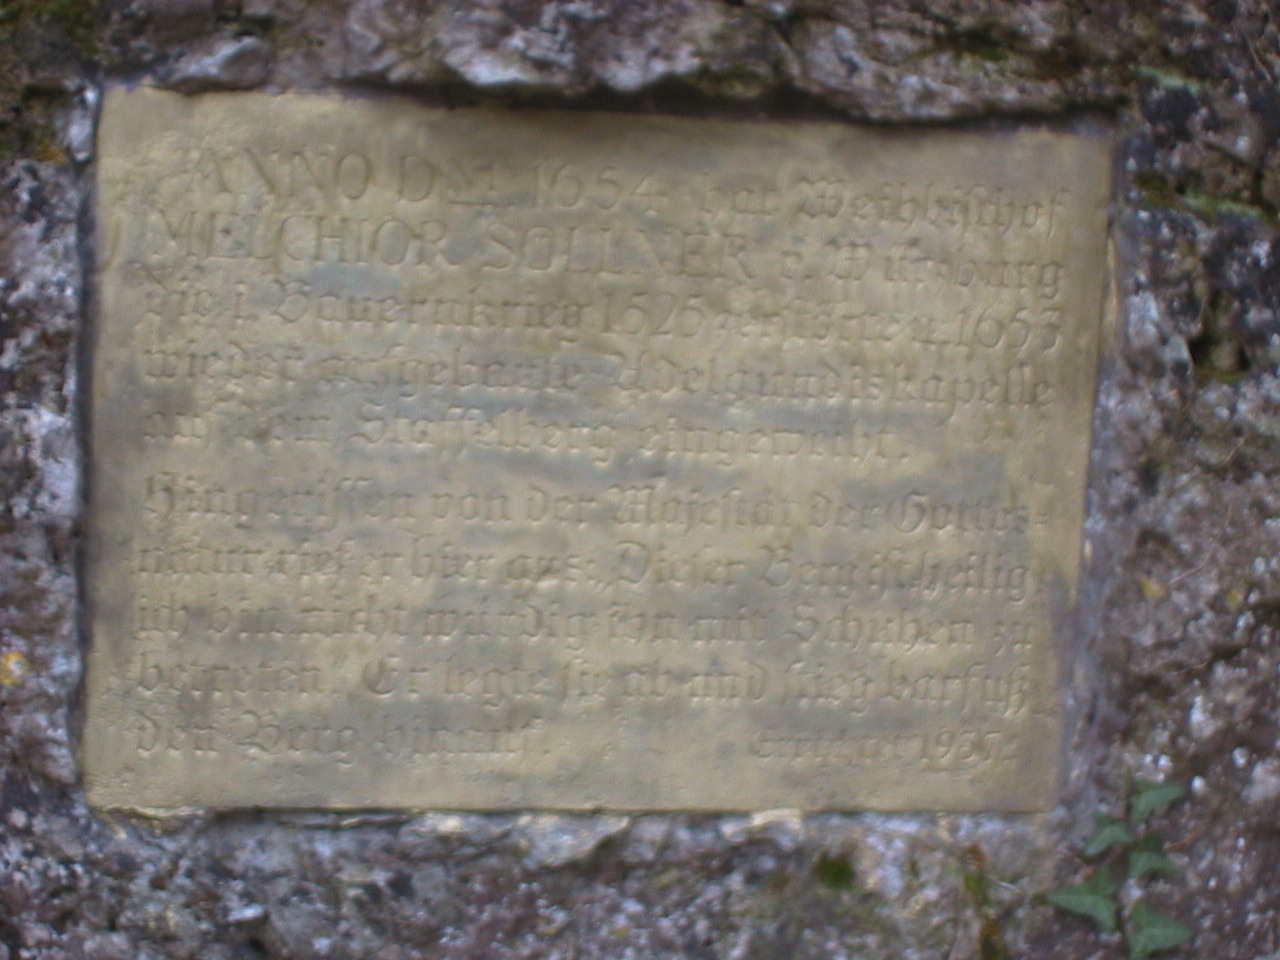 ANNO DNI 1654 hat Weihbischof
MELCHIOR SÖLLNER v. Würzburg
die i. Bauernkrieg 1525 zerstörte u. 1653
wieder aufgebaute Adelgundiskapelle
auf dem Staffelberg eingeweiht.
Hingerissen von der Majestät der Gottes-
natur rief er hier aus: „Dieser Berg ist heilig,
ich bin nicht würdig ihn mit Schuhen zu
betreten." Er legte sie ab und stieg barfuß
den Berg hinauf.
1937